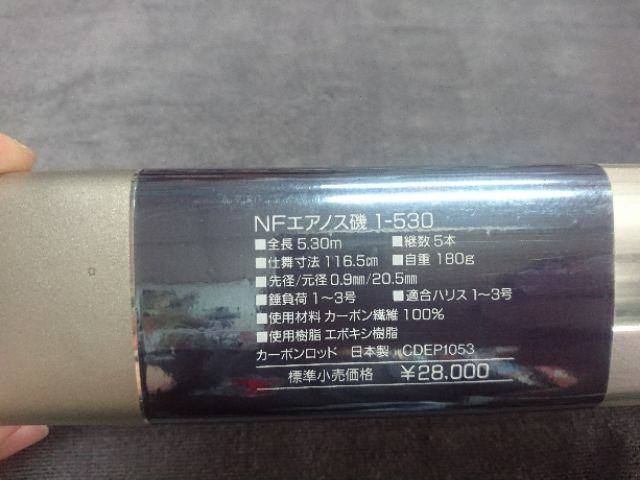 NFエアノス磯 1-530
■全長 5.30m ■継数 5本
■仕舞寸法 116.5cm ■自重 180g
■先径/元径 0.9mm/20.5mm
■錘負荷 1〜3号 ■適合ハリス 1〜3号
■使用材料 カーボン繊維 100%
■使用樹脂 エポキシ樹脂
カーボンロッド 日本製 CDEP1053
標準小売価格 ¥28,000